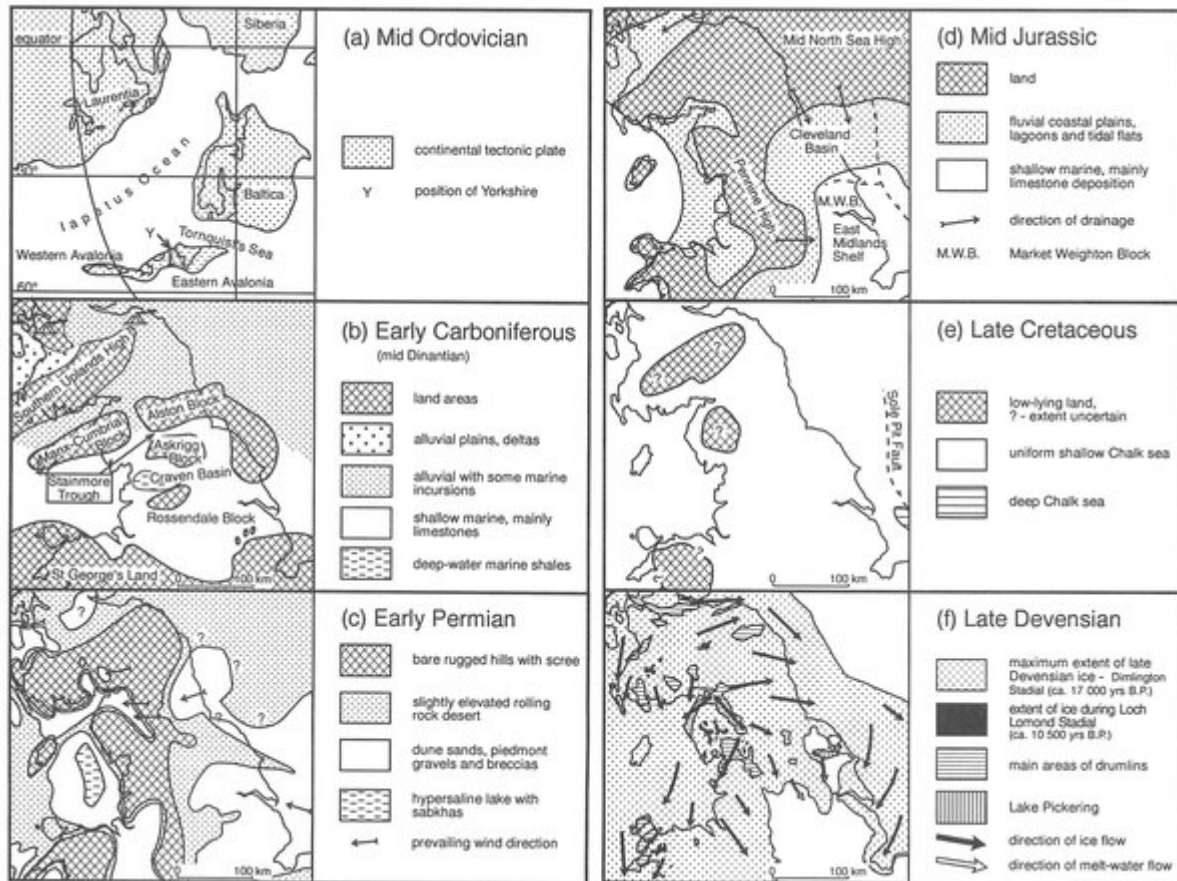 equator
Siberia
Laurentia
Iapetus Ocean
Baltica
Tornquist's Sea
Y
Western Avalonia
Eastern Avalonia
60°
(a) Mid Ordovician
continental tectonic plate
Y position of Yorkshire
Southern Uplands High
Alston Block
Manx-Cumbria Block
Askrigg Block
Stainmore Trough
Craven Basin
Rossendale Block
St George's Land
0 100 km
(b) Early Carboniferous
(mid Dinantian)
land areas
alluvial plains, deltas
alluvial with some marine
incursions
shallow marine, mainly
limestones
deep-water marine shales
?
?
?
?
?
0 100 km
(c) Early Permian
bare rugged hills with scree
slightly elevated rolling
rock desert
dune sands, piedmont
gravels and breccias
hypersaline lake with
sabkhas
prevailing wind direction
Mid North Sea High
Cleveland
Basin
Pennine High
M.W.B.
East
Midlands
Shelf
0 100 km
(d) Mid Jurassic
land
fluvial coastal plains,
lagoons and tidal flats
shallow marine, mainly
limestone deposition
direction of drainage
M.W.B. Market Weighton Block
?
?
?
?
Sole Pit Fault
0 100 km
(e) Late Cretaceous
low-lying land,
? - extent uncertain
uniform shallow Chalk sea
deep Chalk sea
0 100 km
(f) Late Devensian
maximum extent of late
Devensian ice - Dimlington
Stadial (ca. 17 000 yrs B.P.)
extent of ice during Loch
Lomond Stadial
(ca. 10 500 yrs B.P.)
main areas of drumlins
Lake Pickering
direction of ice flow
direction of melt-water flow